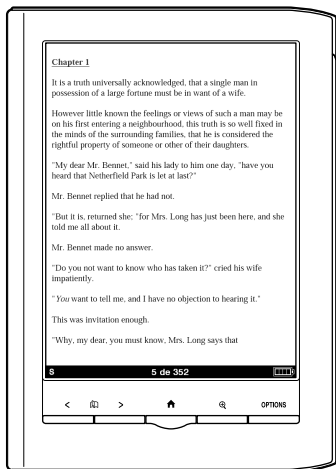 Chapter 1
It is a truth universally acknowledged, that a single man in
possession of a large fortune must be in want of a wife.
However little known the feelings or views of such a man may be
on his first entering a neighbourhood, this truth is so well fixed in
the minds of the surrounding families, that he is considered the
rightful property of someone or other of their daughters.
"My dear Mr. Bennet," said his lady to him one day, "have you
heard that Netherfield Park is let at last?"
Mr. Bennet replied that he had not.
"But it is, returned she; "for Mrs. Long has just been here, and she
told me all about it.
Mr. Bennet made no answer.
"Do you not want to know who has taken it?" cried his wife
impatiently.
"You want to tell me, and I have no objection to hearing it."
This was invitation enough.
"Why, my dear, you must know, Mrs. Long says that
S 5 de 352
< > OPTIONS